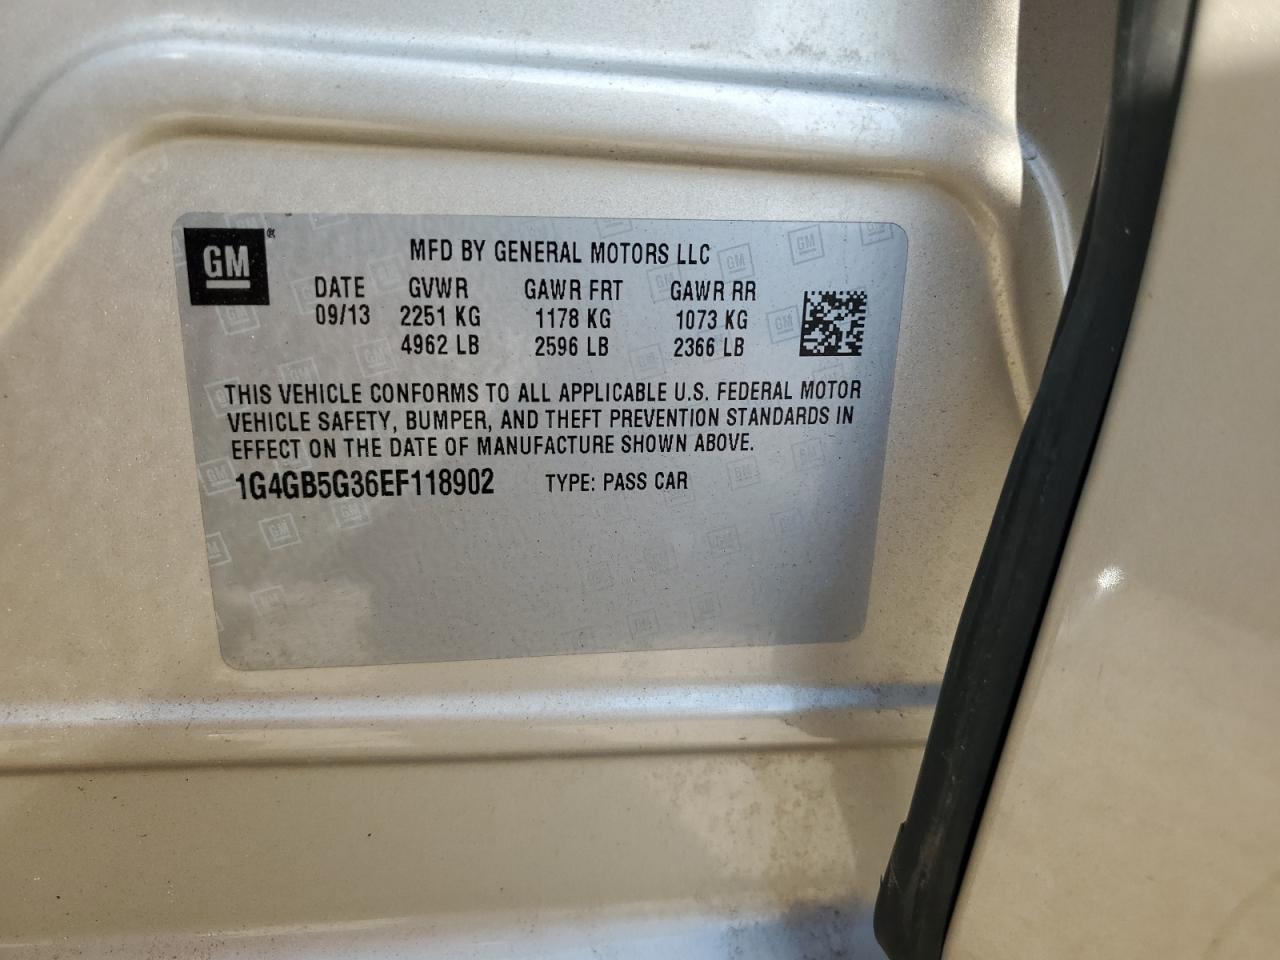 GM ®
MFD BY GENERAL MOTORS LLC
DATE GVWR GAWR FRT GAWR RR
09/13 2251 KG 1178 KG 1073 KG
4962 LB 2596 LB 2366 LB
THIS VEHICLE CONFORMS TO ALL APPLICABLE U.S. FEDERAL MOTOR
VEHICLE SAFETY, BUMPER, AND THEFT PREVENTION STANDARDS IN
EFFECT ON THE DATE OF MANUFACTURE SHOWN ABOVE.
1G4GB5G36EF118902 TYPE: PASS CAR